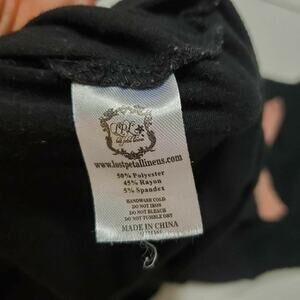 LPL
www.lostpetallinens.com
50% Polyester
45% Rayon
5% Spandex
HANDWASH COLD
DO NOT IRON
DO NOT BLEACH
DO NOT TUMBLE DRY
MADE IN CHINA